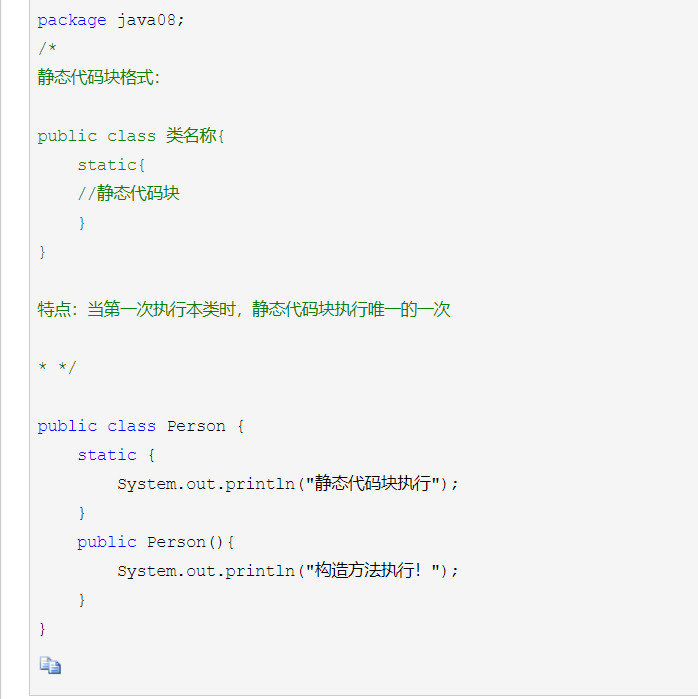 package java08;
/*
静态代码块格式：
public class 类名称{
    static{
    //静态代码块
    }
}
特点：当第一次执行本类时，静态代码块执行唯一的一次
* */
public class Person {
    static {
        System.out.println("静态代码块执行");
    }
    public Person(){
        System.out.println("构造方法执行！");
    }
}